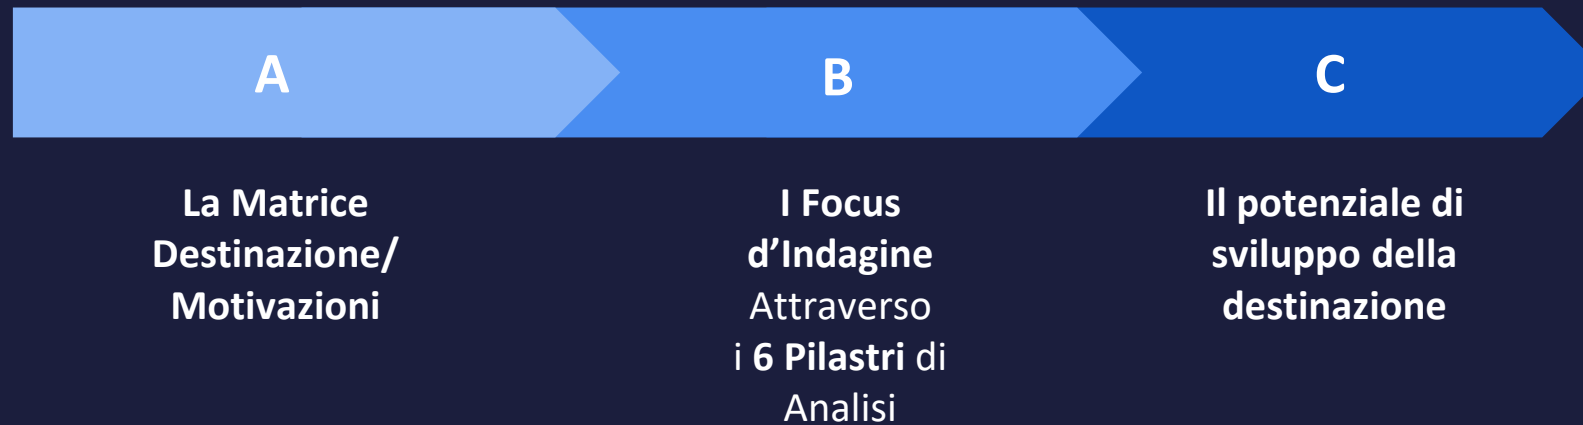 A
B
C
La Matrice
Destinazione/
Motivazioni
I Focus
d’Indagine
Attraverso
i 6 Pilastri di
Analisi
Il potenziale di
sviluppo della
destinazione